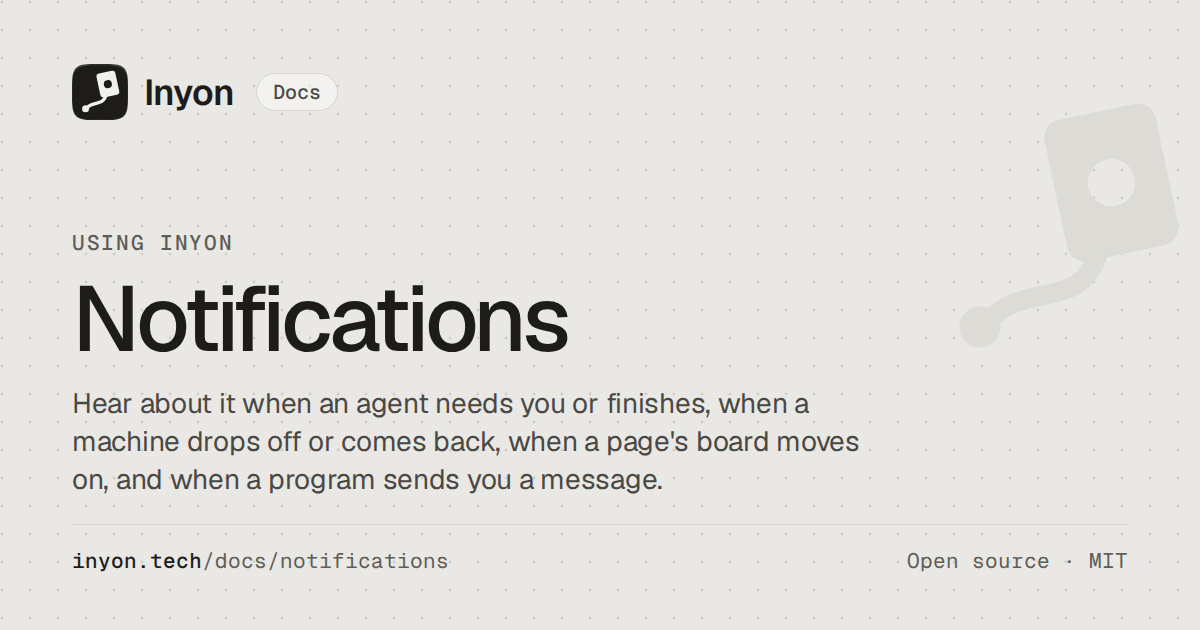 Inyon
Docs
USING INYON
Notifications
Hear about it when an agent needs you or finishes, when a
machine drops off or comes back, when a page's board moves
on, and when a program sends you a message.
inyon.tech/docs/notifications
Open source · MIT